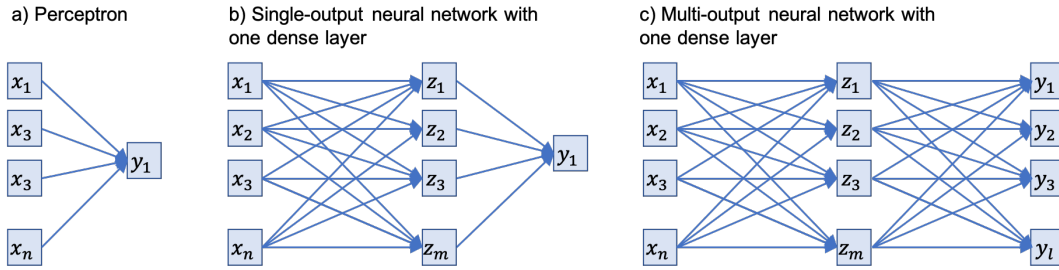 a) Perceptron
x₁
x₃
x₃
xₙ
y₁
b) Single-output neural network with
one dense layer
x₁
x₂
x₃
xₙ
z₁
z₂
z₃
zₘ
y₁
c) Multi-output neural network with
one dense layer
x₁
x₂
x₃
xₙ
z₁
z₂
z₃
zₘ
y₁
y₂
y₃
yₗ